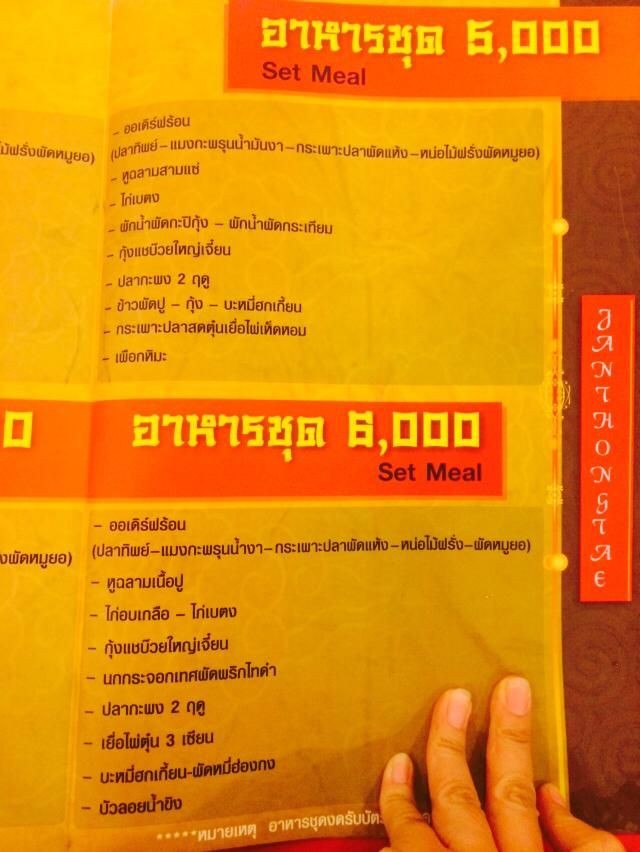 อาหารชุด 5,000
Set Meal
- ออเดิร์ฟร้อน
ไม้ฝรั่งผัดหมูยอ)
(ปลาทิพย์-แมงกะพรุนน้ำมันงา-กระเพาะปลาผัดแห้ง-หน่อไม้ฝรั่งผัดหมูยอ)
- หูฉลามสามแซ่
- ไก่เบตง
- ผักน้ำผัดกะปิกุ้ง - ผักน้ำผัดกระเทียม
- กุ้งแชบ๊วยใหญ่เจี๋ยน
- ปลากะพง 2 ฤดู
- ข้าวผัดปู - กุ้ง - บะหมี่ฮกเกี้ยน
- กระเพาะปลาสดตุ๋นเยื่อไผ่เห็ดหอม
- เผือกหิมะ
JANTHONGTAE
0
อาหารชุด 6,000
Set Meal
- ออเดิร์ฟร้อน
ผัดหมูยอ)
(ปลาทิพย์-แมงกะพรุนน้ำงา-กระเพาะปลาผัดแห้ง-หน่อไม้ฝรั่ง-ผัดหมูยอ)
- หูฉลามเนื้อปู
- ไก่อบเกลือ - ไก่เบตง
- กุ้งแชบ๊วยใหญ่เจี๋ยน
- นกกระจอกเทศผัดพริกไทดำ
- ปลากะพง 2 ฤดู
- เยื่อไผ่ตุ๋น 3 เซียน
- บะหมี่ฮกเกี้ยน-ผัดหมี่ฮ่องกง
- บัวลอยน้ำขิง
*****หมายเหตุ อาหารชุดงดรับบัตร